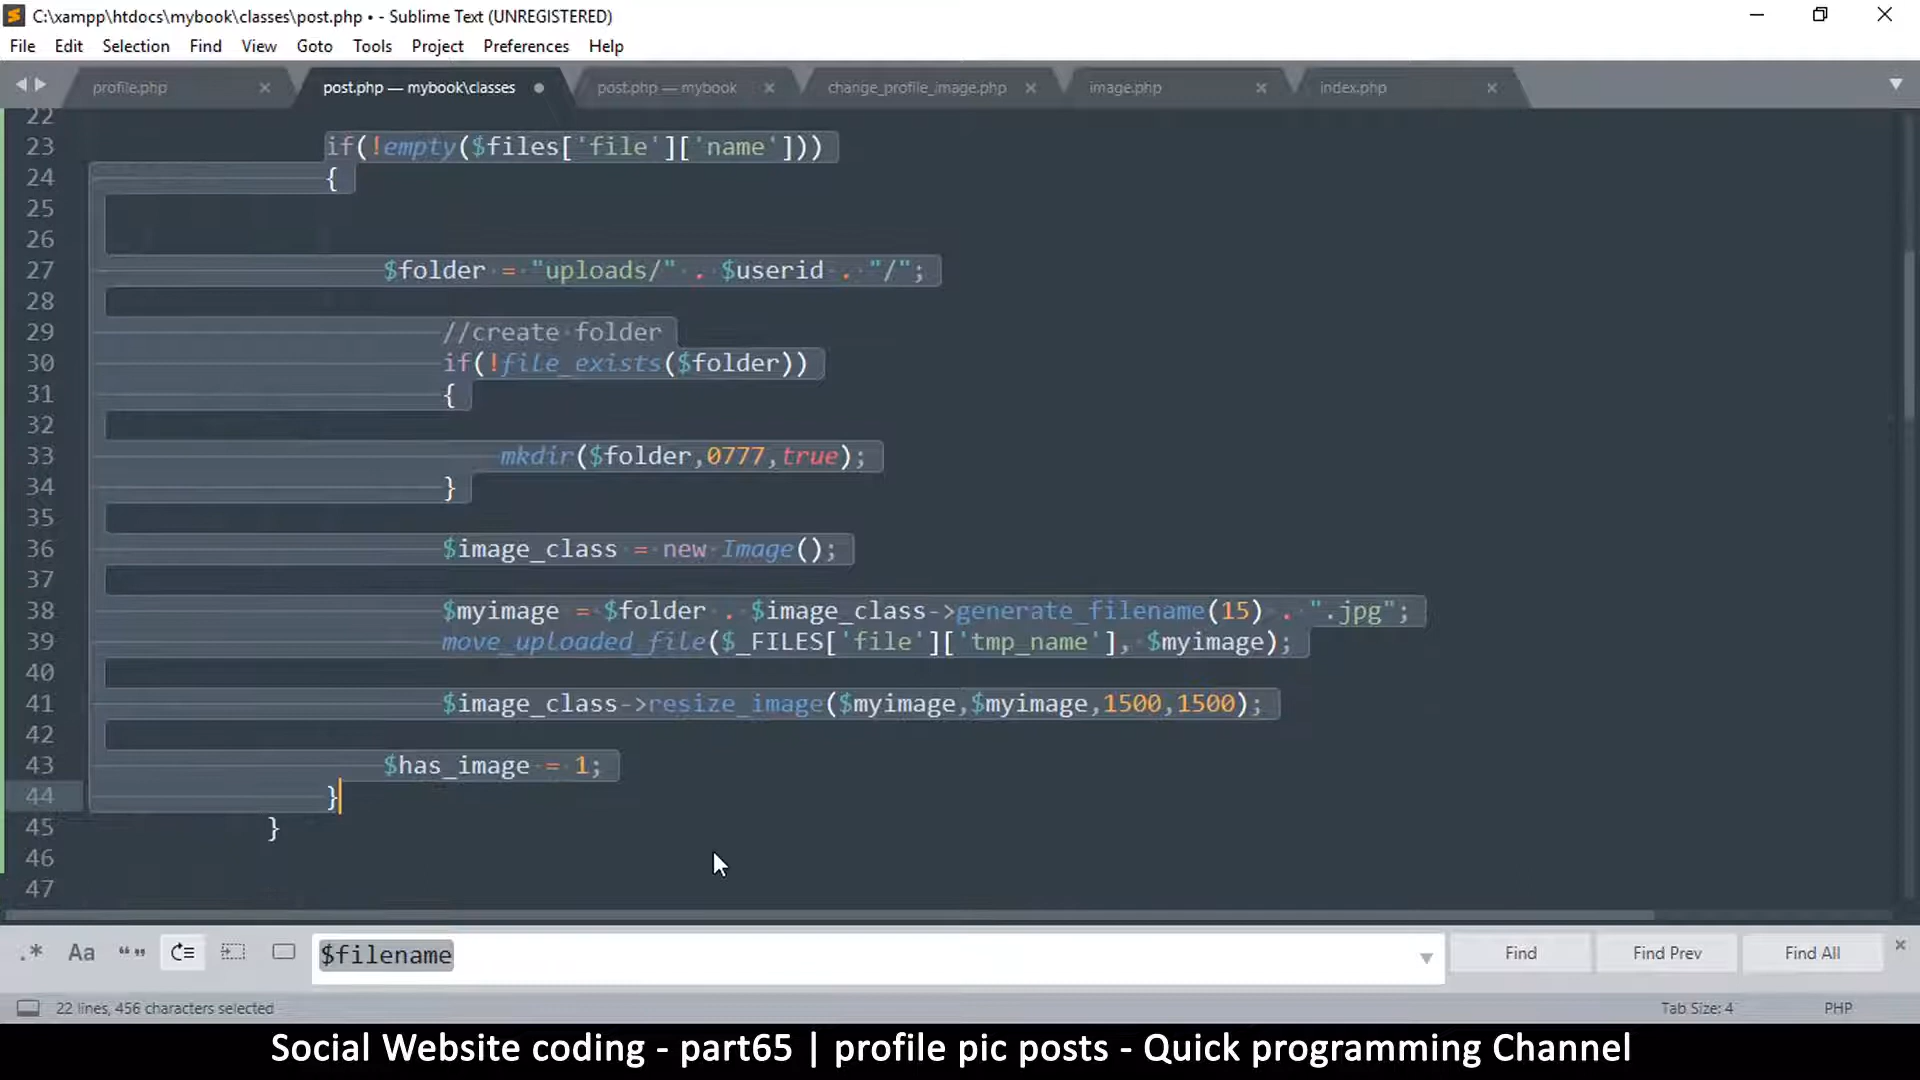 C:\xampp\htdocs\mybook\classes\post.php • - Sublime Text (UNREGISTERED)
File Edit Selection Find View Goto Tools Project Preferences Help
profile.php post.php — mybook\classes post.php — mybook change_profile_image.php image.php index.php
22
23 if(!empty($files['file']['name']))
24 {
25
26
27 $folder = "uploads/" . $userid . "/";
28
29 //create folder
30 if(!file_exists($folder))
31 {
32
33 mkdir($folder,0777,true);
34 }
35
36 $image_class = new Image();
37
38 $myimage = $folder . $image_class->generate_filename(15) . ".jpg";
39 move_uploaded_file($_FILES['file']['tmp_name'], $myimage);
40
41 $image_class->resize_image($myimage,$myimage,1500,1500);
42
43 $has_image = 1;
44 }
45 }
46
47
.* Aa “” $filename Find Find Prev Find All
22 lines, 456 characters selected Tab Size: 4 PHP
Social Website coding - part65 | profile pic posts - Quick programming Channel